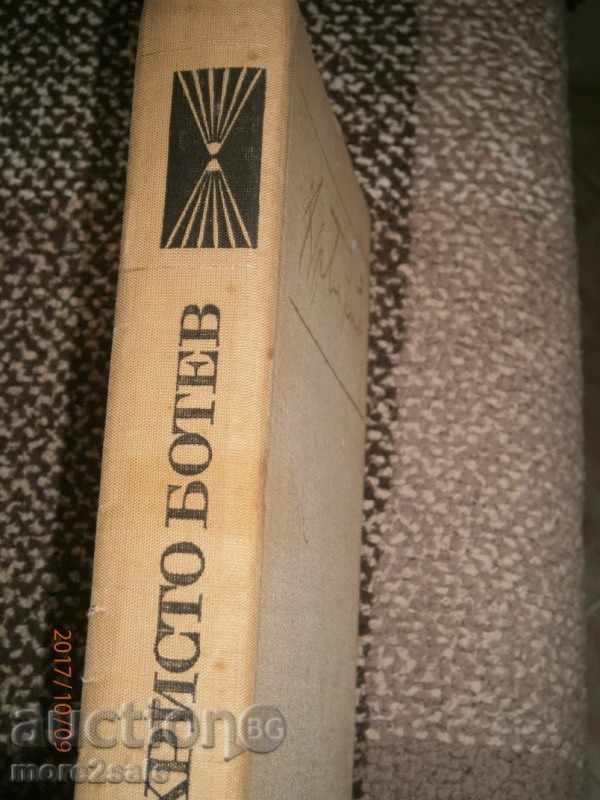 ХРИСТО БОТЕВ
2017/10/09
auction BG
more2sale